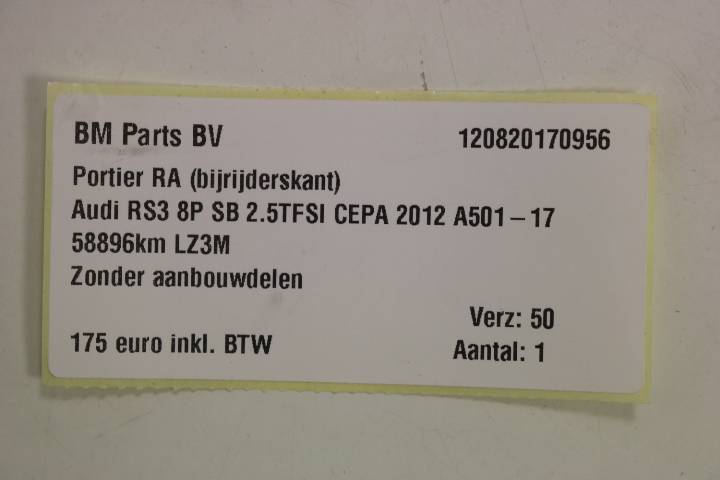 BM Parts BV 120820170956
Portier RA (bijrijderskant)
Audi RS3 8P SB 2.5TFSI CEPA 2012 A501-17
58896km LZ3M
Zonder aanbouwdelen
Verz: 50
175 euro inkl. BTW Aantal: 1